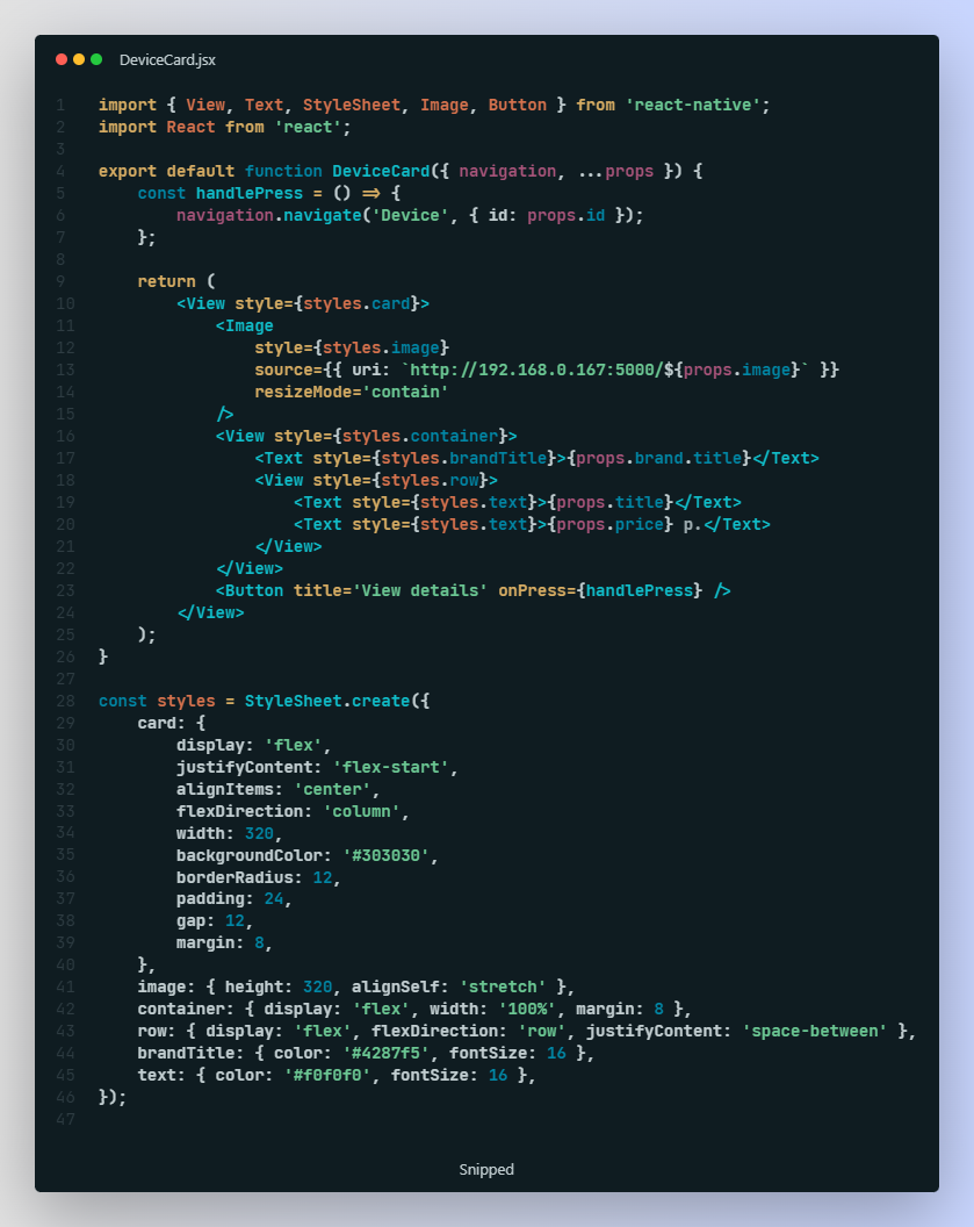 DeviceCard.jsx
1 import { View, Text, StyleSheet, Image, Button } from 'react-native';
2 import React from 'react';
3
4 export default function DeviceCard({ navigation, ...props }) {
5     const handlePress = () => {
6         navigation.navigate('Device', { id: props.id });
7     };
8
9     return (
10         <View style={styles.card}>
11             <Image
12                 style={styles.image}
13                 source={{ uri: `http://192.168.0.167:5000/${props.image}` }}
14                 resizeMode='contain'
15             />
16             <View style={styles.container}>
17                 <Text style={styles.brandTitle}>{props.brand.title}</Text>
18                 <View style={styles.row}>
19                     <Text style={styles.text}>{props.title}</Text>
20                     <Text style={styles.text}>{props.price} р.</Text>
21                 </View>
22             </View>
23             <Button title='View details' onPress={handlePress} />
24         </View>
25     );
26 }
27
28 const styles = StyleSheet.create({
29     card: {
30         display: 'flex',
31         justifyContent: 'flex-start',
32         alignItems: 'center',
33         flexDirection: 'column',
34         width: 320,
35         backgroundColor: '#303030',
36         borderRadius: 12,
37         padding: 24,
38         gap: 12,
39         margin: 8,
40     },
41     image: { height: 320, alignSelf: 'stretch' },
42     container: { display: 'flex', width: '100%', margin: 8 },
43     row: { display: 'flex', flexDirection: 'row', justifyContent: 'space-between' },
44     brandTitle: { color: '#4287f5', fontSize: 16 },
45     text: { color: '#f0f0f0', fontSize: 16 },
46 });
47
Snipped